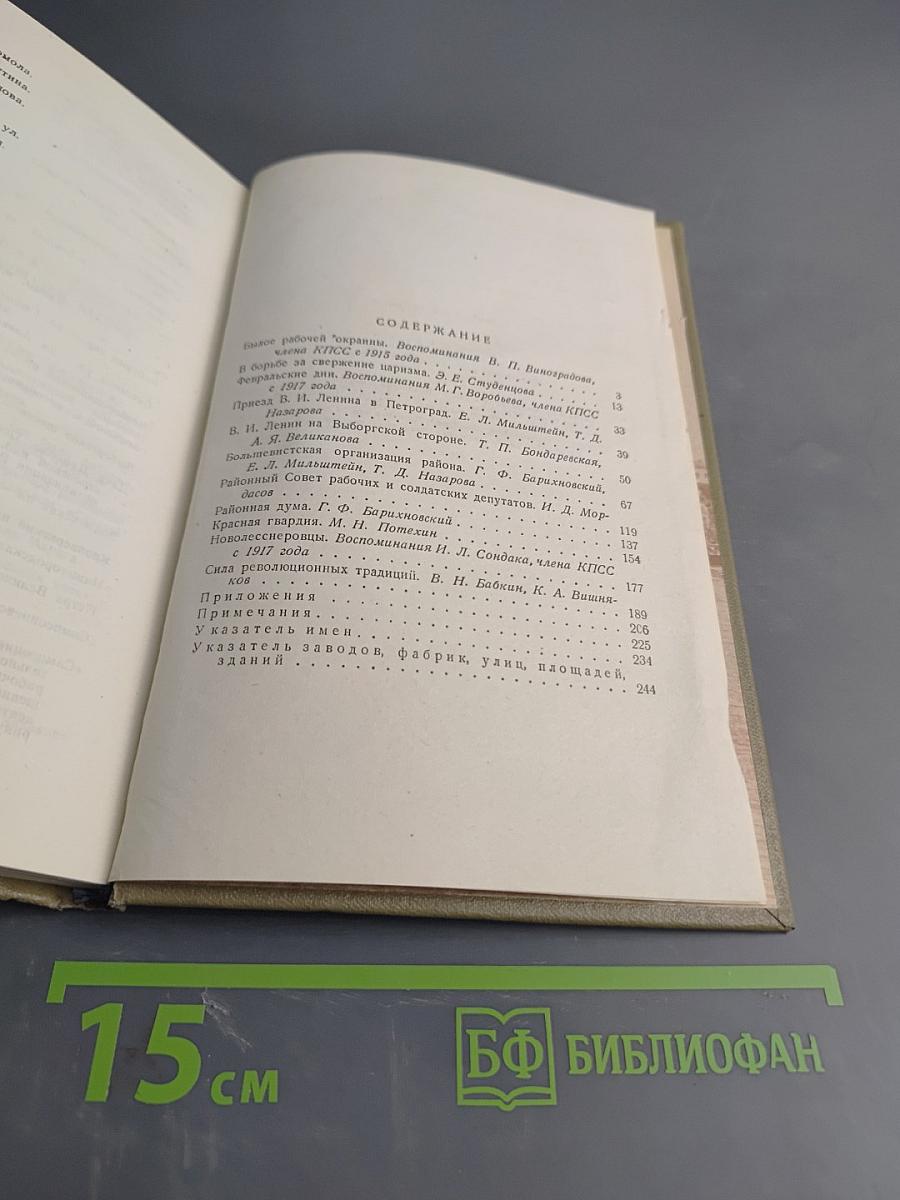 ул.
СОДЕРЖАНИЕ
Былое рабочей окраины. Воспоминания В. П. Виноградова,
члена КПСС с 1915 года . . . . . . . . . . . . . 3
В борьбе за свержение царизма. Э. Е. Студенцова . . . . . 13
Февральские дни. Воспоминания М. Г. Воробьева, члена КПСС
с 1917 года . . . . . . . . . . . . . . . . . 33
Приезд В. И. Ленина в Петроград. Е. Л. Мильштейн, Т. Д.
Назарова . . . . . . . . . . . . . . . . . . 39
В. И. Ленин на Выборгской стороне. Т. П. Бондаревская,
А. Я. Великанова . . . . . . . . . . . . . . . 50
Большевистская организация района. Г. Ф. Барихновский,
Е. Л. Мильштейн, Т. Д. Назарова . . . . . . . . . 67
Районный Совет рабочих и солдатских депутатов. И. Д. Мор-
дасов . . . . . . . . . . . . . . . . . . . . 119
Районная дума. Г. Ф. Барихновский . . . . . . . . . . 137
Красная гвардия. М. Н. Потехин . . . . . . . . . . . 154
Новолесснеровцы. Воспоминания И. Л. Сондака, члена КПСС
с 1917 года . . . . . . . . . . . . . . . . . 177
Сила революционных традиций. В. Н. Бабкин, К. А. Вишня-
ков . . . . . . . . . . . . . . . . . . . . . 189
Приложения . . . . . . . . . . . . . . . . . . 206
Примечания . . . . . . . . . . . . . . . . . . 225
Указатель имен . . . . . . . . . . . . . . . . . 234
Указатель заводов, фабрик, улиц, площадей,
зданий . . . . . . . . . . . . . . . . . . . 244
15 см
БФ БИБЛИОФАН